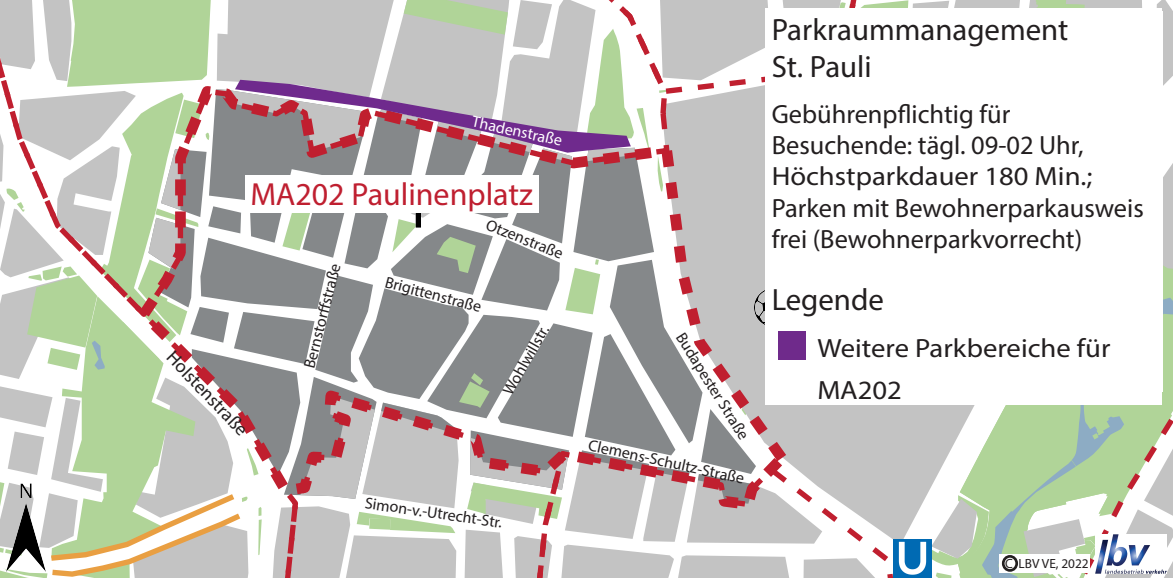 Parkraummanagement
St. Pauli
Gebührenpflichtig für
Besuchende: tägl. 09-02 Uhr,
Höchstparkdauer 180 Min.;
Parken mit Bewohnerparkausweis
frei (Bewohnerparkvorrecht)
Legende
Weitere Parkbereiche für
MA202
Thadenstraße
MA202 Paulinenplatz
Otzenstraße
Brigittenstraße
Bernstorffstraße
Wohlwillstr.
Budapester Straße
Holstenstraße
Clemens-Schultz-Straße
Simon-v.-Utrecht-Str.
N
U
©LBV VE, 2022
lbv
landesbetrieb verkehr